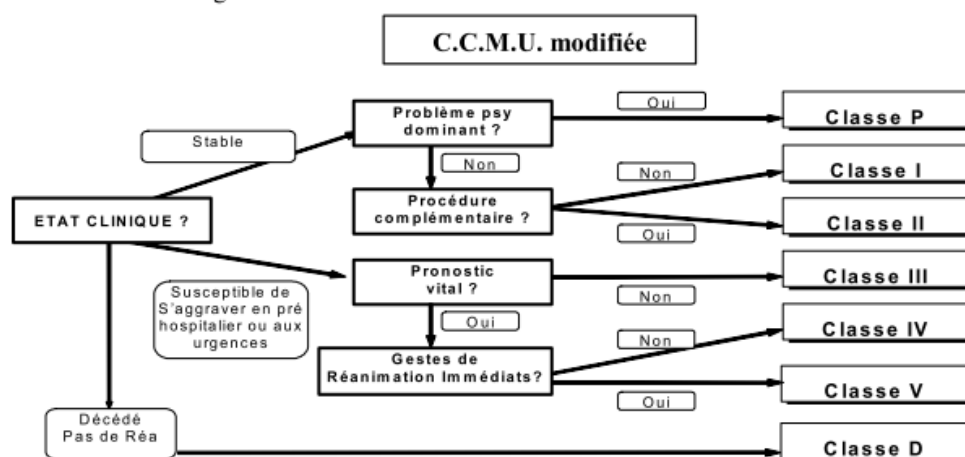 C.C.M.U. modifiée
Oui
Problème psy
dominant ?
Classe P
Stable
Non
Non
Classe I
ETAT CLINIQUE ?
Procédure
complémentaire ?
Classe II
Oui
Pronostic
vital ?
Classe III
Susceptible de
S'aggraver en pré
hospitalier ou aux
urgences
Non
Oui
Non
Classe IV
Gestes de
Réanimation Immédiats?
Classe V
Oui
Décédé
Pas de Réa
Classe D